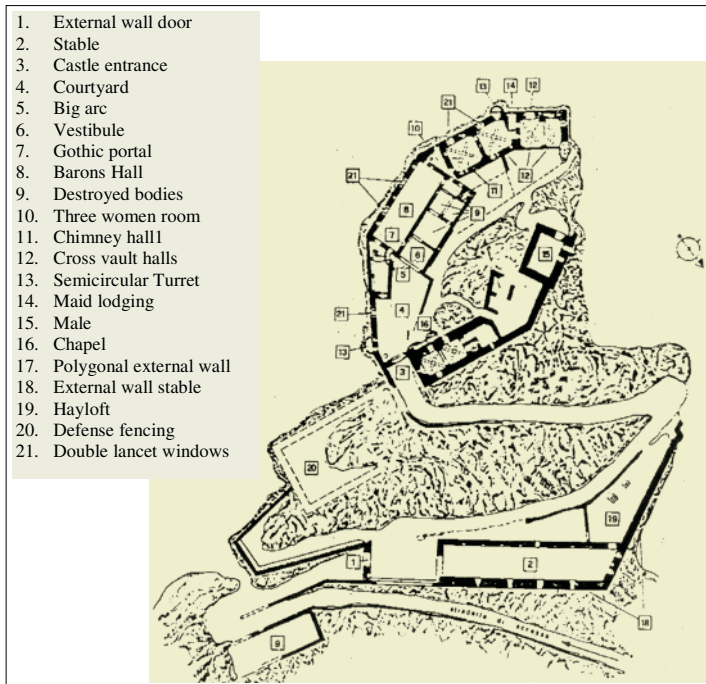 1. External wall door
2. Stable
3. Castle entrance
4. Courtyard
5. Big arc
6. Vestibule
7. Gothic portal
8. Barons Hall
9. Destroyed bodies
10. Three women room
11. Chimney hall1
12. Cross vault halls
13. Semicircular Turret
14. Maid lodging
15. Male
16. Chapel
17. Polygonal external wall
18. External wall stable
19. Hayloft
20. Defense fencing
21. Double lancet windows
13 14 12
21
10
21
11 12
8 9
7
6 15
5
21 4
16
13
3
20
19
1 2
18
9
di accesso